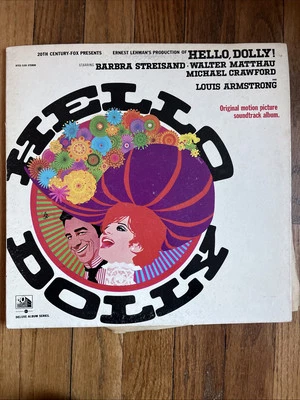 20TH CENTURY-FOX PRESENTS
ERNEST LEHMAN'S PRODUCTION OF HELLO, DOLLY!
STARRING BARBRA STREISAND · WALTER MATTHAU
MICHAEL CRAWFORD
AND
LOUIS ARMSTRONG
Original motion picture
soundtrack album.
HELLO
DOLLY
DELUXE ALBUM SERIES